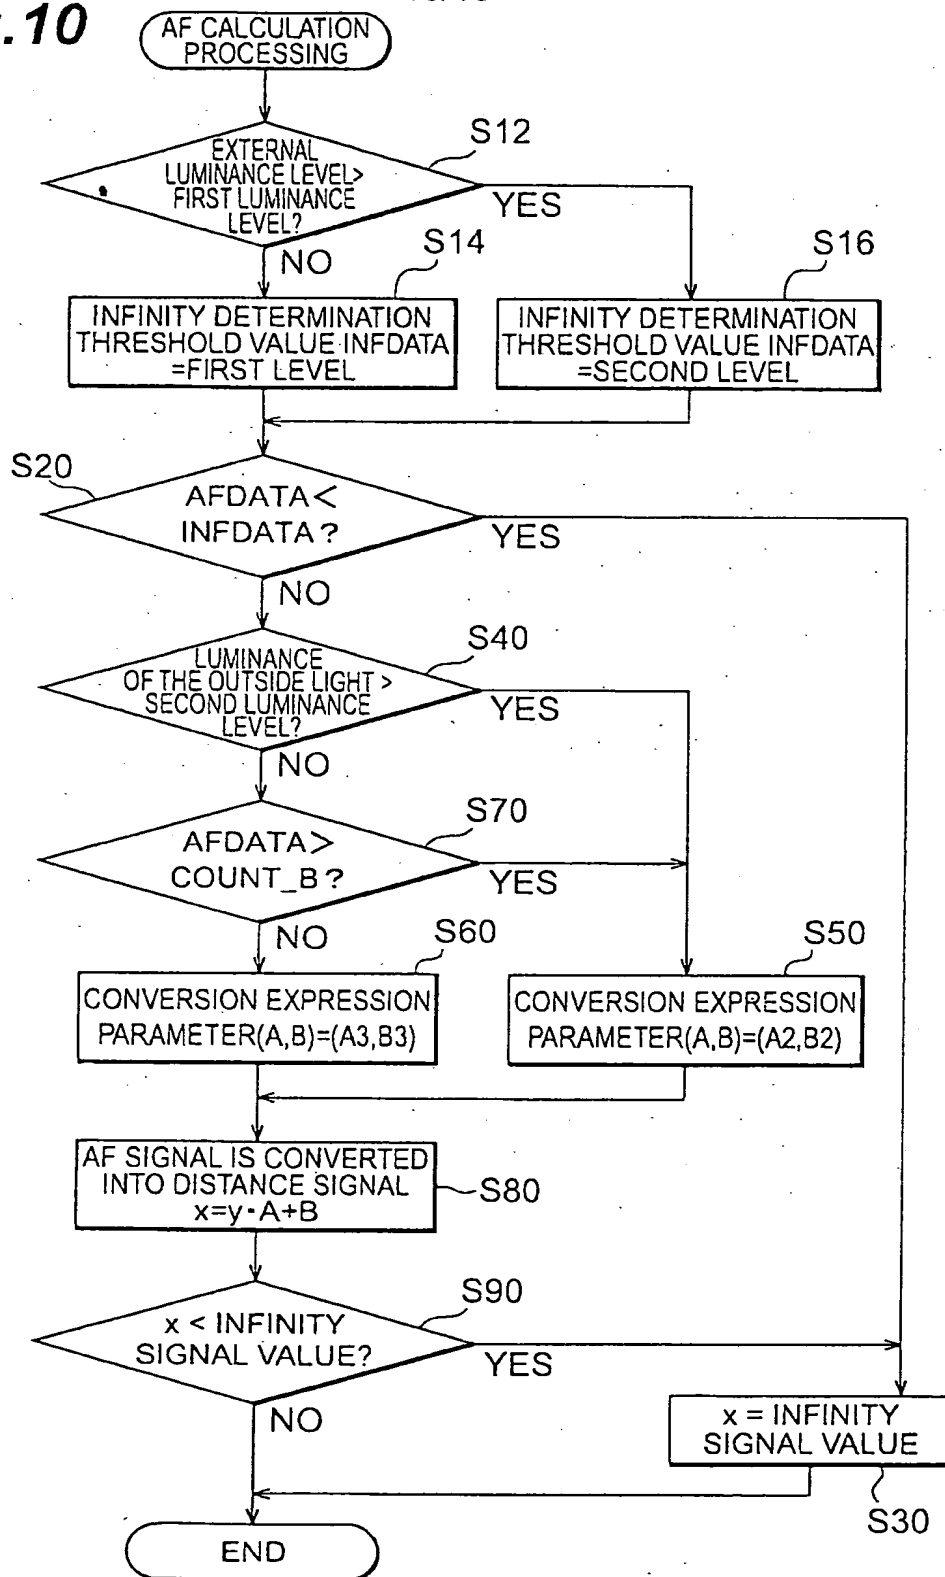 .10
AF CALCULATION
PROCESSING
S12
EXTERNAL
LUMINANCE LEVEL>
FIRST LUMINANCE
LEVEL?
YES
NO
S14
S16
INFINITY DETERMINATION
THRESHOLD VALUE INFDATA
=FIRST LEVEL
INFINITY DETERMINATION
THRESHOLD VALUE INFDATA
=SECOND LEVEL
S20
AFDATA<
INFDATA?
YES
NO
S40
LUMINANCE
OF THE OUTSIDE LIGHT >
SECOND LUMINANCE
LEVEL?
YES
NO
S70
AFDATA>
COUNT_B?
YES
NO
S60
S50
CONVERSION EXPRESSION
PARAMETER(A,B)=(A3,B3)
CONVERSION EXPRESSION
PARAMETER(A,B)=(A2,B2)
AF SIGNAL IS CONVERTED
INTO DISTANCE SIGNAL
x=y·A+B
S80
S90
x < INFINITY
SIGNAL VALUE?
YES
NO
x = INFINITY
SIGNAL VALUE
S30
END